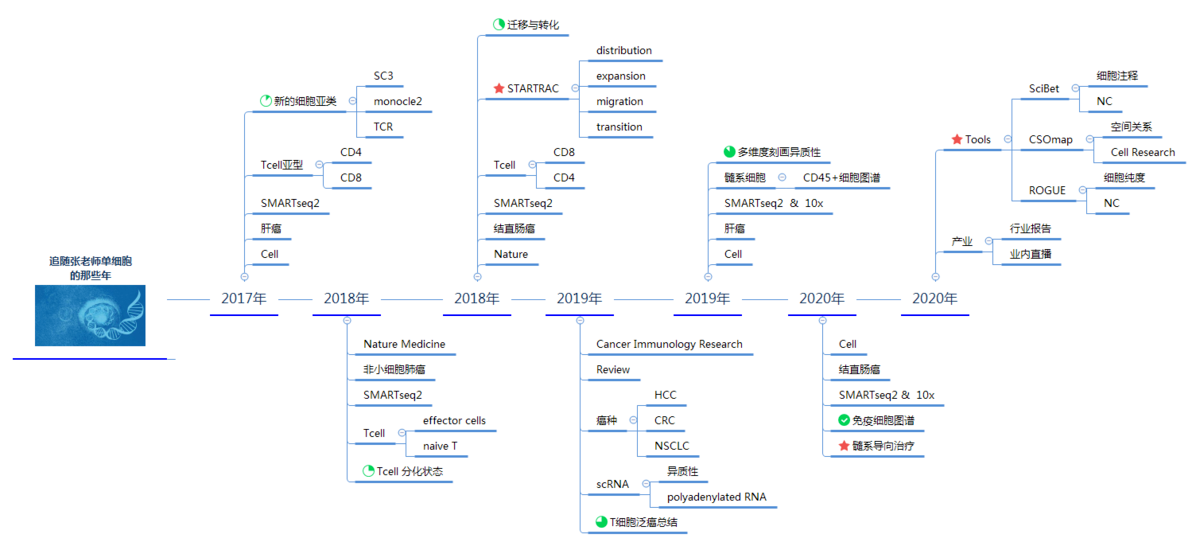 追随张老师单细胞
的那些年
2017年
新的细胞亚类
SC3
monocle2
TCR
Tcell亚型
CD4
CD8
SMARTseq2
肝癌
Cell
2018年
Nature Medicine
非小细胞肺癌
SMARTseq2
Tcell
effector cells
naive T
Tcell 分化状态
2018年
迁移与转化
STARTRAC
distribution
expansion
migration
transition
Tcell
CD8
CD4
SMARTseq2
结直肠癌
Nature
2019年
Cancer Immunology Research
Review
癌种
HCC
CRC
NSCLC
scRNA
异质性
polyadenylated RNA
T细胞泛癌总结
2019年
多维度刻画异质性
髓系细胞
CD45+细胞图谱
SMARTseq2 & 10x
肝癌
Cell
2020年
Cell
结直肠癌
SMARTseq2 & 10x
免疫细胞图谱
髓系导向治疗
2020年
Tools
SciBet
细胞注释
NC
CSOmap
空间关系
Cell Research
ROGUE
细胞纯度
NC
产业
行业报告
业内直播